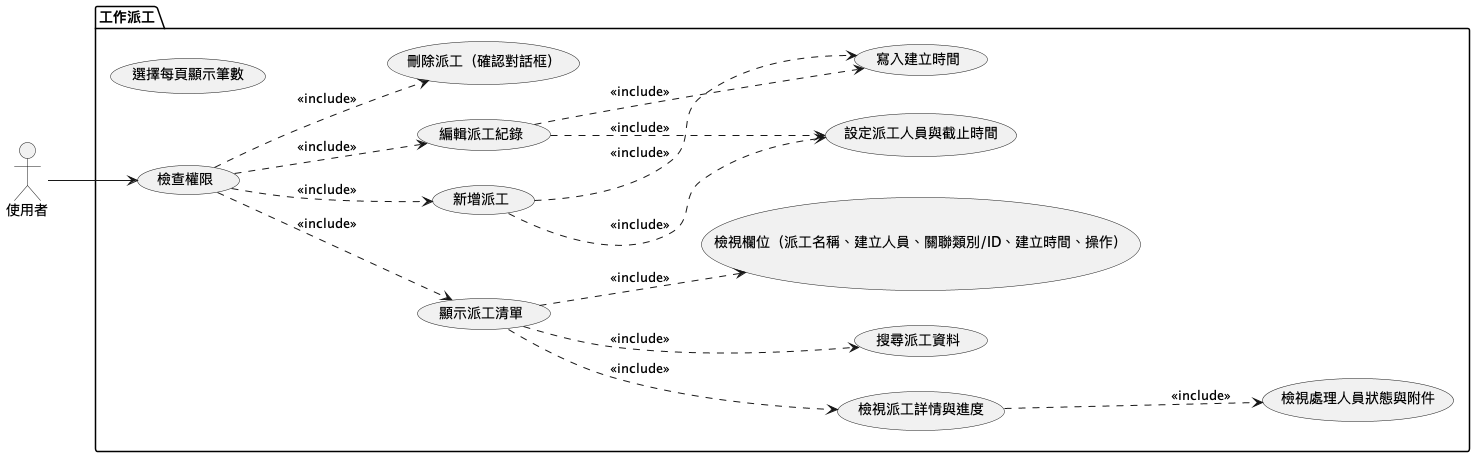 工作派工
選擇每頁顯示筆數
刪除派工（確認對話框）
寫入建立時間
«include»
«include»
編輯派工紀錄
«include»
設定派工人員與截止時間
«include»
«include»
使用者
檢查權限
«include»
新增派工
«include»
«include»
檢視欄位（派工名稱、建立人員、關聯類別/ID、建立時間、操作）
«include»
顯示派工清單
«include»
搜尋派工資料
«include»
檢視派工詳情與進度
«include»
檢視處理人員狀態與附件